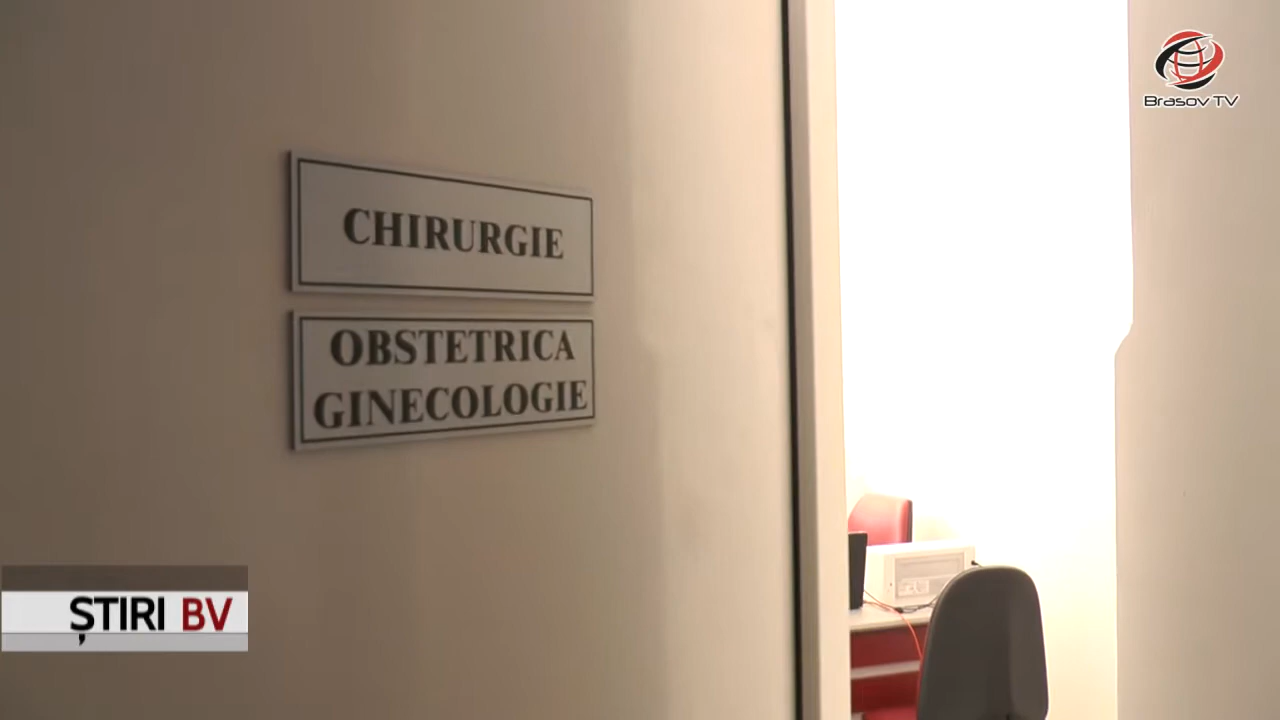 Brasov TV
CHIRURGIE
OBSTETRICA
GINECOLOGIE
ȘTIRI BV